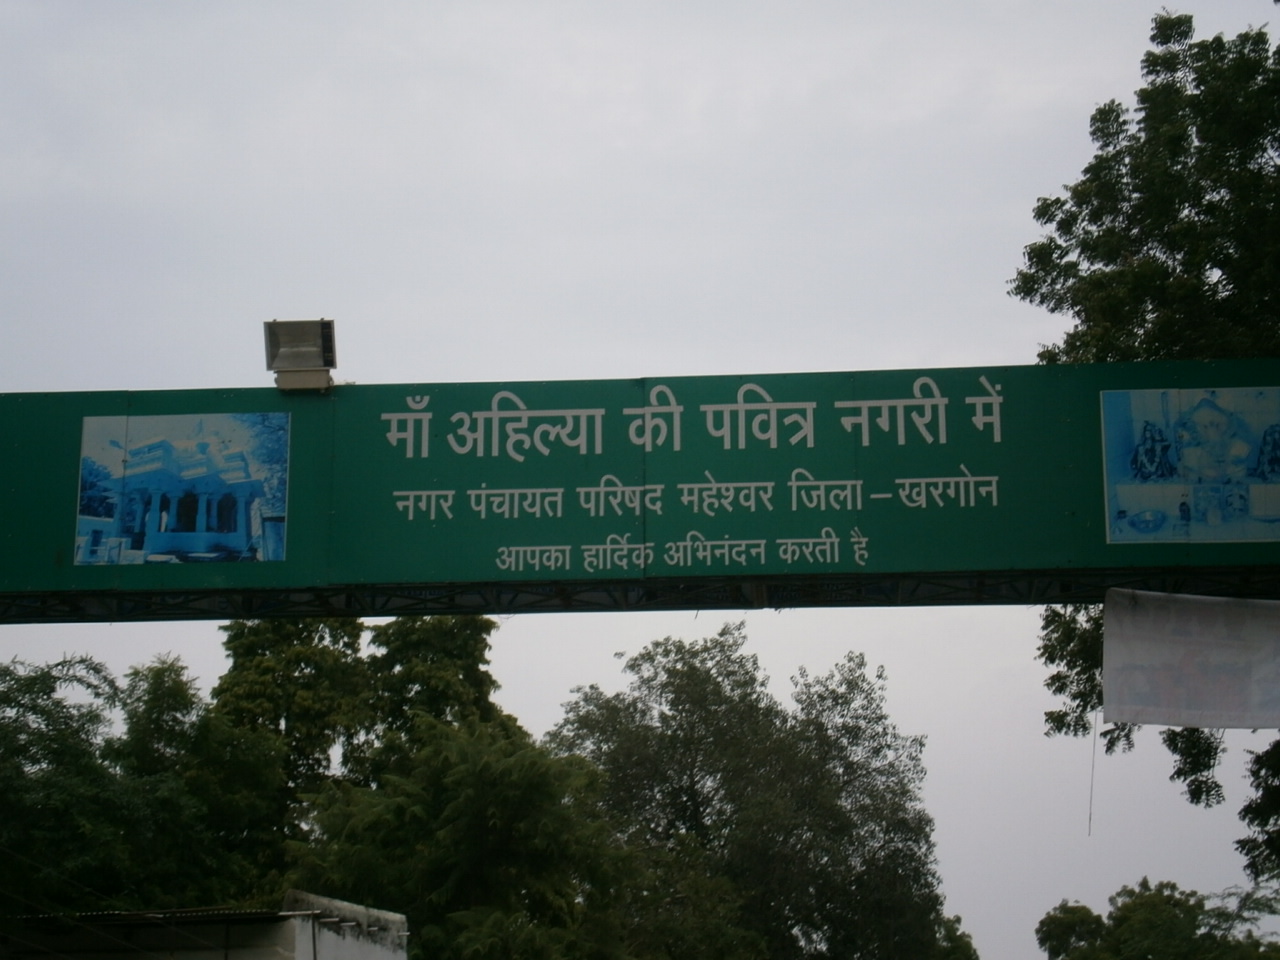 माँ अहिल्या की पवित्र नगरी में
नगर पंचायत परिषद महेश्वर जिला – खरगोन
आपका हार्दिक अभिनंदन करती है